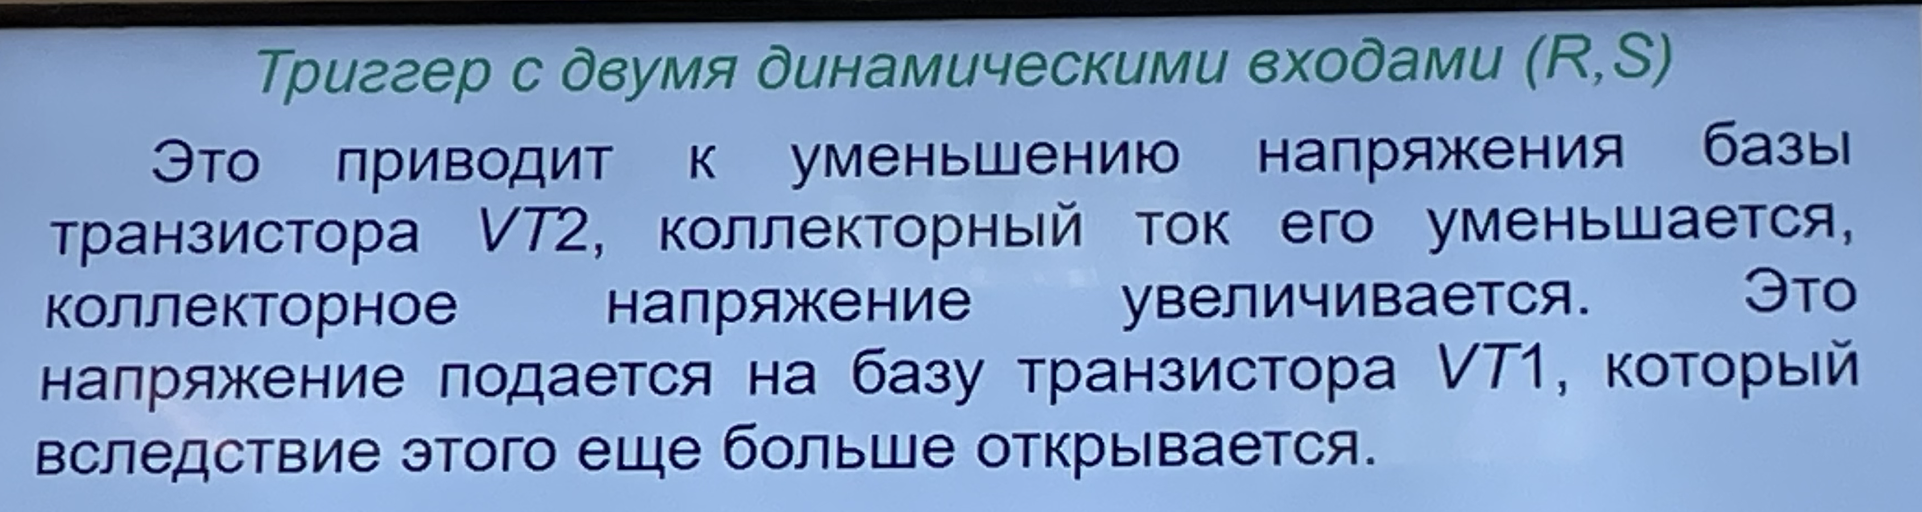 Триггер с двумя динамическими входами (R,S)
Это приводит к уменьшению напряжения базы
транзистора VT2, коллекторный ток его уменьшается,
коллекторное напряжение увеличивается. Это
напряжение подается на базу транзистора VT1, который
вследствие этого еще больше открывается.